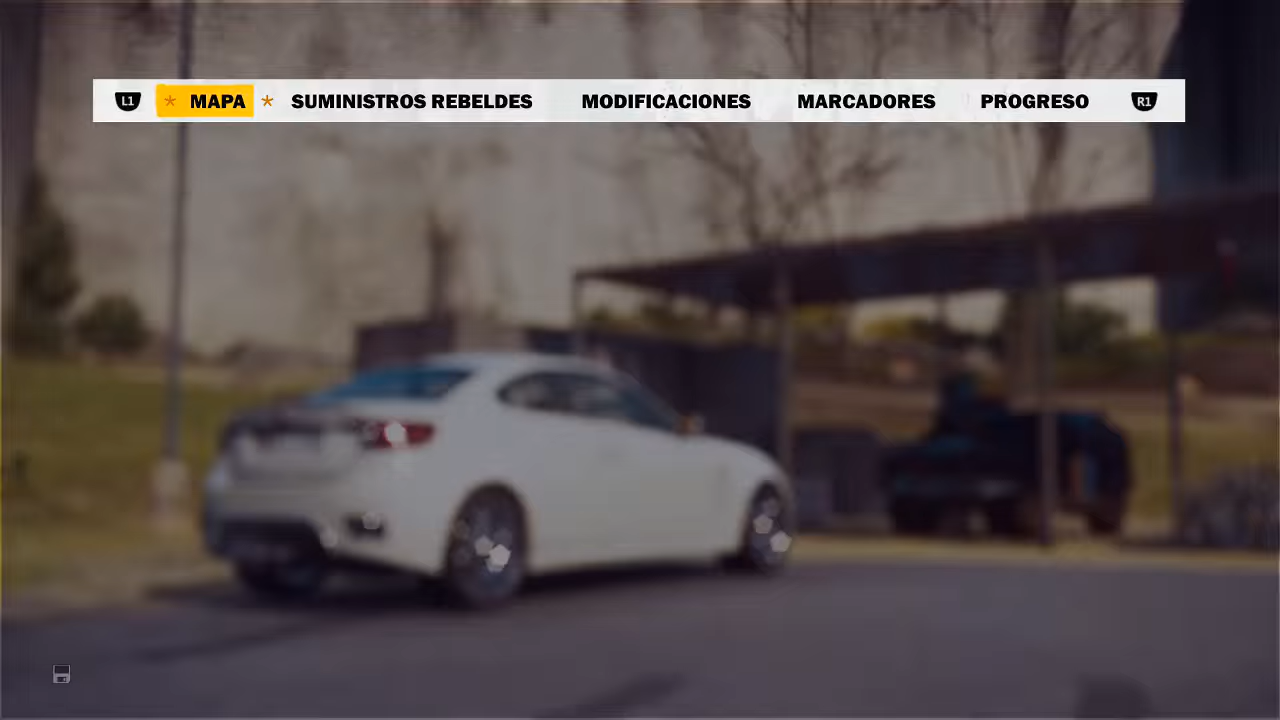 L1 * MAPA * SUMINISTROS REBELDES MODIFICACIONES MARCADORES PROGRESO R1